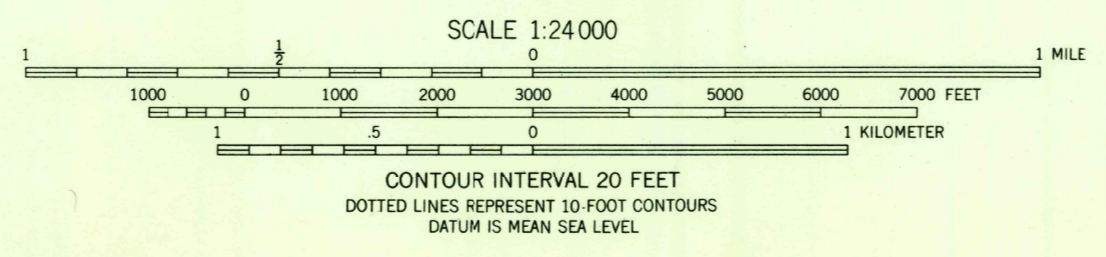 SCALE 1:24 000
1 1/2 0 1 MILE
1000 0 1000 2000 3000 4000 5000 6000 7000 FEET
1 .5 0 1 KILOMETER
CONTOUR INTERVAL 20 FEET
DOTTED LINES REPRESENT 10-FOOT CONTOURS
DATUM IS MEAN SEA LEVEL